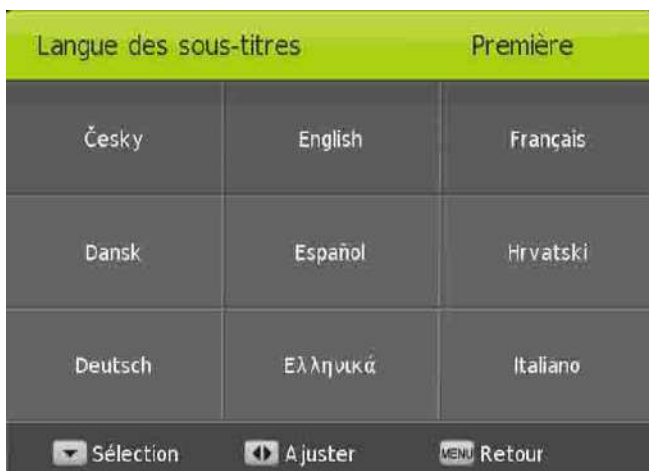 Langue des sous-titres Première
Česky English Français
Dansk Español Hrvatski
Deutsch Ελληνικά Italiano
Sélection Ajuster MENU Retour